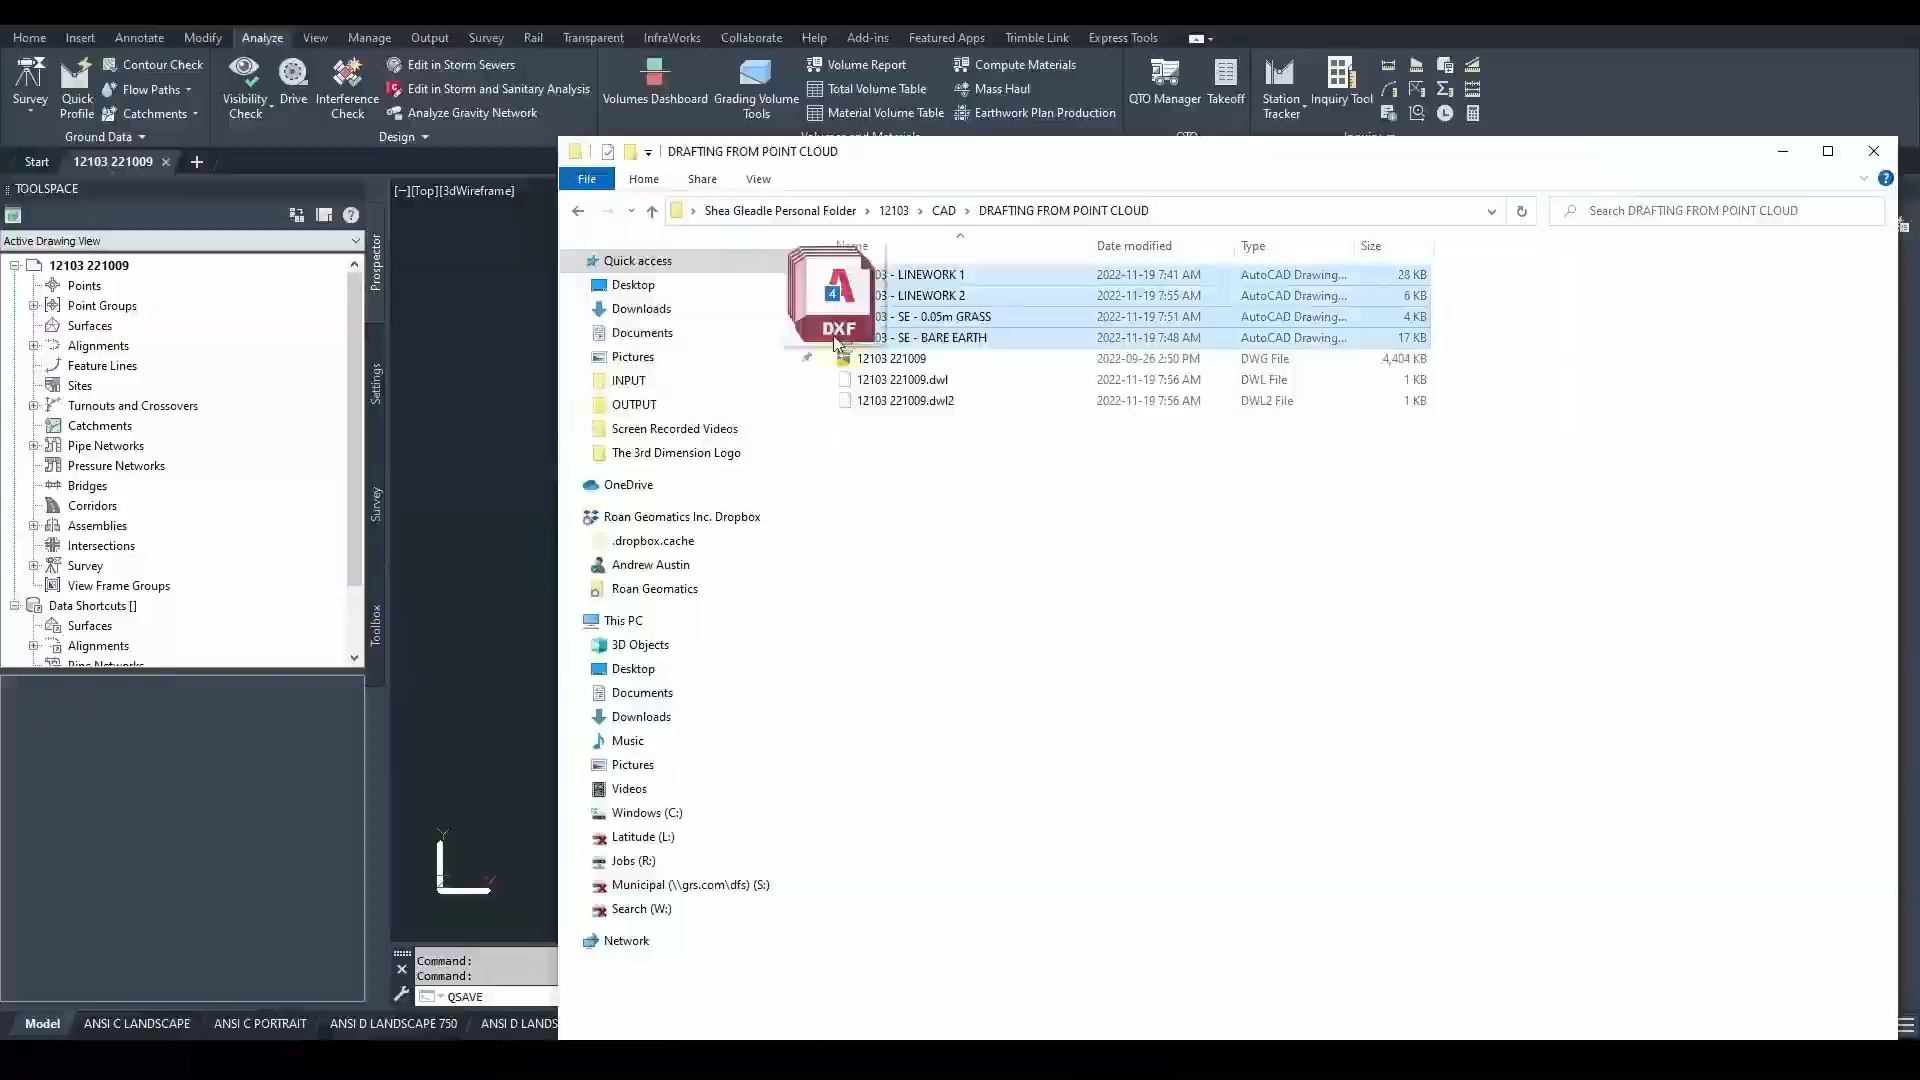 Home Insert Annotate Modify Analyze View Manage Output Survey Rail Transparent InfraWorks Collaborate Help Add-ins Featured Apps Trimble Link Express Tools
Survey
Quick Profile
Contour Check
Flow Paths
Catchments
Ground Data
Visibility Check
Drive
Interference Check
Edit in Storm Sewers
Edit in Storm and Sanitary Analysis
Analyze Gravity Network
Design
Volumes Dashboard
Grading Volume Tools
Volume Report
Total Volume Table
Material Volume Table
Compute Materials
Mass Haul
Earthwork Plan Production
QTO Manager
Takeoff
Station Tracker
Inquiry Tool
Start
12103 221009
TOOLSPACE
Active Drawing View
12103 221009
Points
Point Groups
Surfaces
Alignments
Feature Lines
Sites
Turnouts and Crossovers
Catchments
Pipe Networks
Pressure Networks
Bridges
Corridors
Assemblies
Intersections
Survey
View Frame Groups
Data Shortcuts []
Surfaces
Alignments
Pipe Networks
Prospector
Settings
Survey
Toolbox
[−][Top][3dWireframe]
Y
Command:
Command:
QSAVE
Model ANSI C LANDSCAPE ANSI C PORTRAIT ANSI D LANDSCAPE 750 ANSI D LANDS
DRAFTING FROM POINT CLOUD
File Home Share View
Shea Gleadle Personal Folder > 12103 > CAD > DRAFTING FROM POINT CLOUD
Search DRAFTING FROM POINT CLOUD
Name Date modified Type Size
03 - LINEWORK 1 2022-11-19 7:41 AM AutoCAD Drawing... 28 KB
03 - LINEWORK 2 2022-11-19 7:55 AM AutoCAD Drawing... 6 KB
03 - SE - 0.05m GRASS 2022-11-19 7:51 AM AutoCAD Drawing... 4 KB
03 - SE - BARE EARTH 2022-11-19 7:48 AM AutoCAD Drawing... 17 KB
12103 221009 2022-09-26 2:50 PM DWG File 4,404 KB
12103 221009.dwl 2022-11-19 7:56 AM DWL File 1 KB
12103 221009.dwl2 2022-11-19 7:56 AM DWL2 File 1 KB
A
4
DXF
Quick access
Desktop
Downloads
Documents
Pictures
INPUT
OUTPUT
Screen Recorded Videos
The 3rd Dimension Logo
OneDrive
Roan Geomatics Inc. Dropbox
.dropbox.cache
Andrew Austin
Roan Geomatics
This PC
3D Objects
Desktop
Documents
Downloads
Music
Pictures
Videos
Windows (C:)
Latitude (L:)
Jobs (R:)
Municipal (\\grs.com\dfs) (S:)
Search (W:)
Network